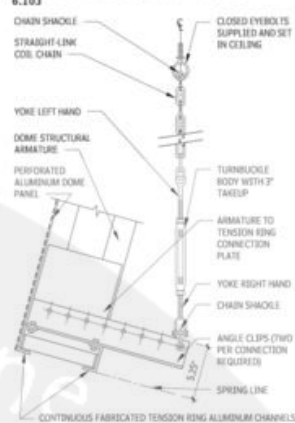 6.103
CHAIN SHACKLE
STRAIGHT-LINK
COIL CHAIN
YOKE LEFT HAND
DOME STRUCTURAL
ARMATURE
PERFORATED
ALUMINUM DOME
PANEL
CLOSED EYEBOLTS
SUPPLIED AND SET
IN CEILING
TURNBUCKLE
BODY WITH 3"
TAKEUP
ARMATURE TO
TENSION RING
CONNECTION
PLATE
YOKE RIGHT HAND
CHAIN SHACKLE
ANGLE CLIPS (TWO
PER CONNECTION
REQUIRED)
5.25"
SPRING LINE
CONTINUOUS FABRICATED TENSION RING ALUMINUM CHANNELS